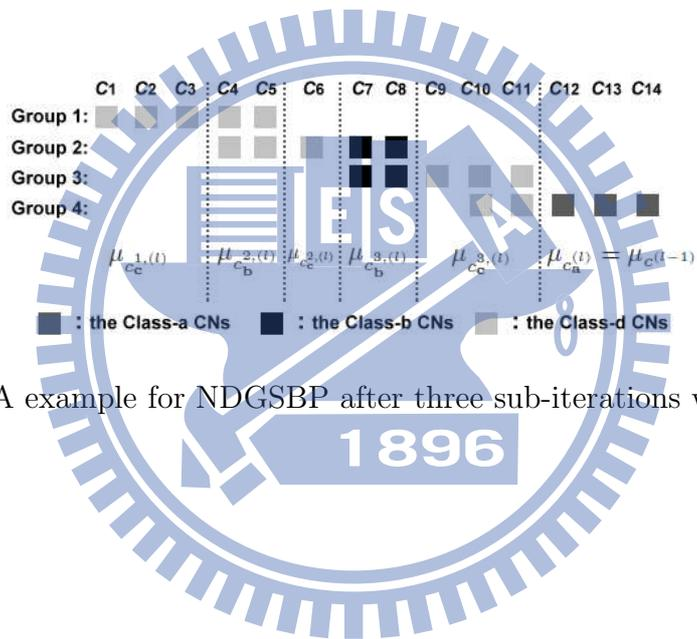 C1 C2 C3 C4 C5 C6 C7 C8 C9 C10 C11 C12 C13 C14
Group 1:
Group 2:
Group 3:
Group 4:
ES
A
μ_{c_c^{1,(l)}} μ_{c_b^{2,(l)}} μ_{c_c^{2,(l)}} μ_{c_b^{3,(l)}} μ_{c_c^{3,(l)}} μ_{c_a^{(l)}} = μ_{c^{(l-1)}}
: the Class-a CNs : the Class-b CNs : the Class-d CNs
A example for NDGSBP after three sub-iterations
1896